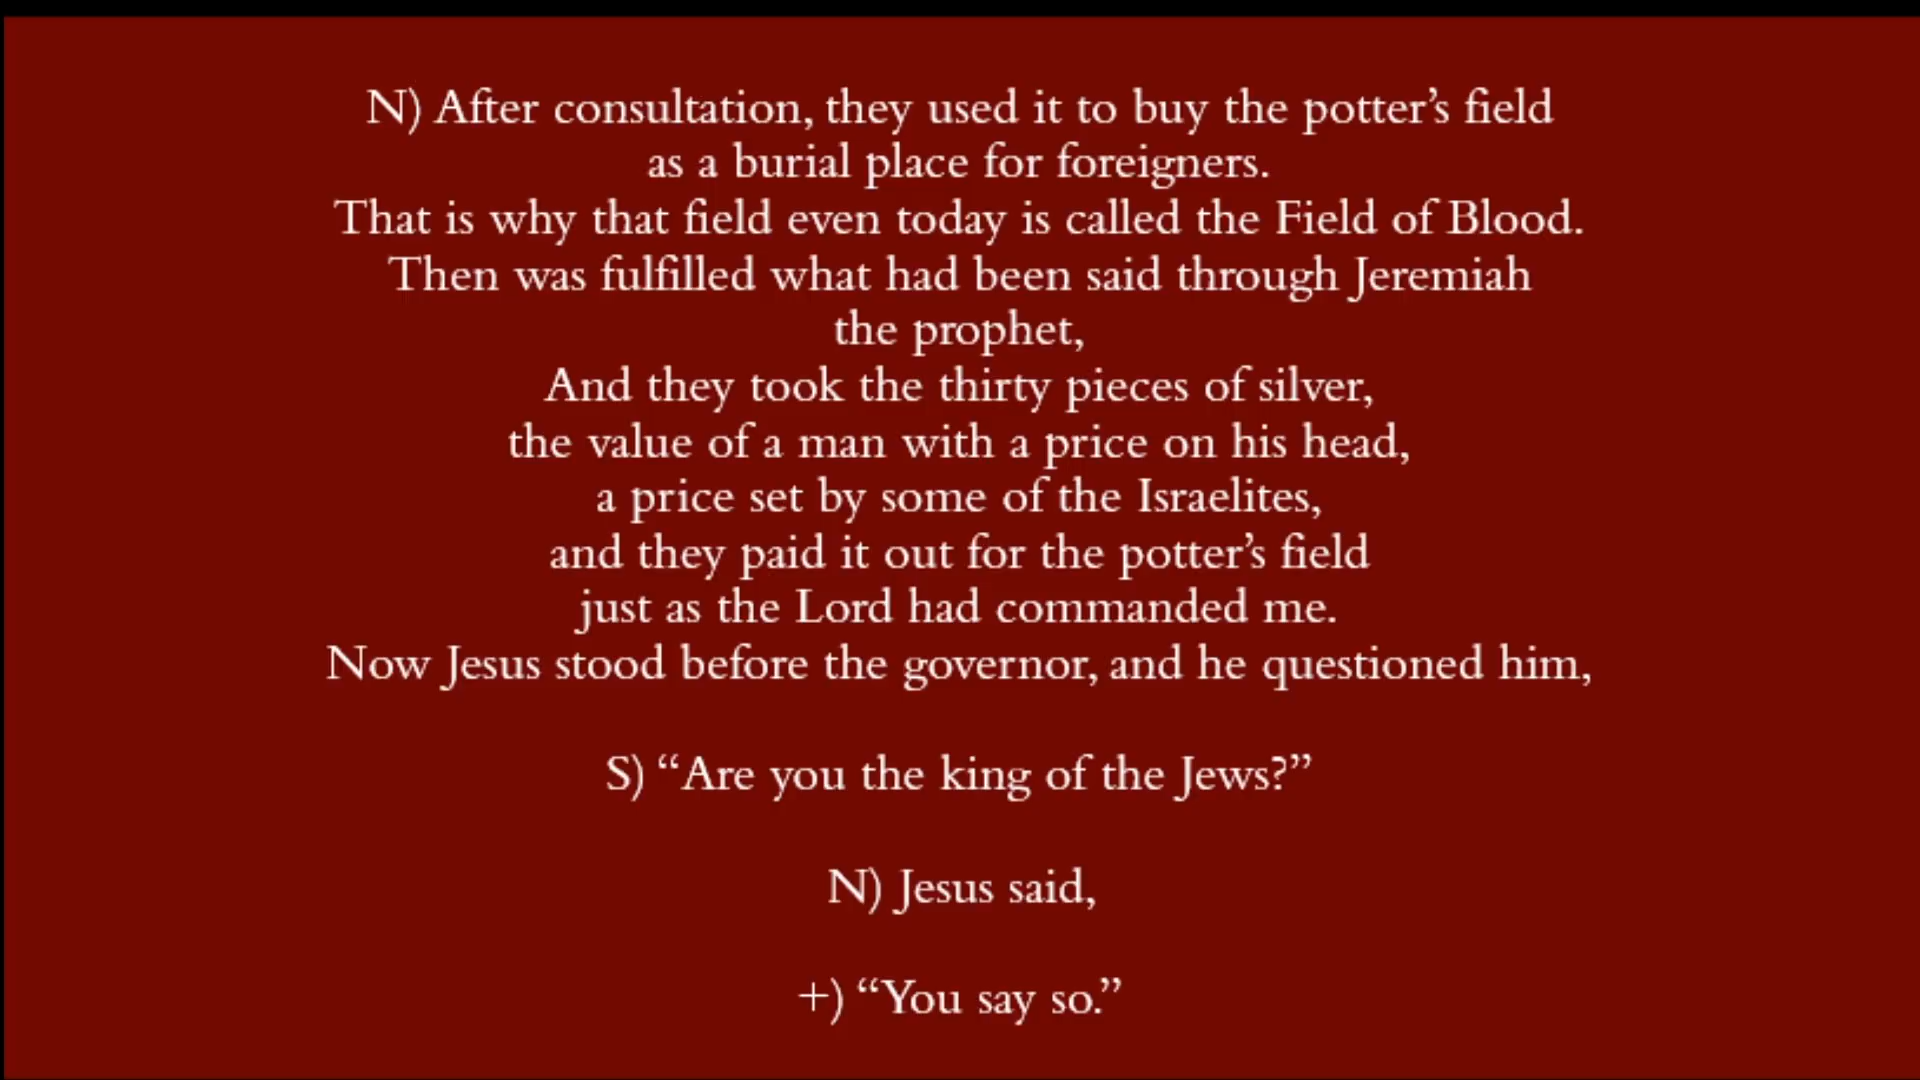 N) After consultation, they used it to buy the potter’s field
as a burial place for foreigners.
That is why that field even today is called the Field of Blood.
Then was fulfilled what had been said through Jeremiah
the prophet,
And they took the thirty pieces of silver,
the value of a man with a price on his head,
a price set by some of the Israelites,
and they paid it out for the potter’s field
just as the Lord had commanded me.
Now Jesus stood before the governor, and he questioned him,
S) “Are you the king of the Jews?”
N) Jesus said,
+) “You say so.”